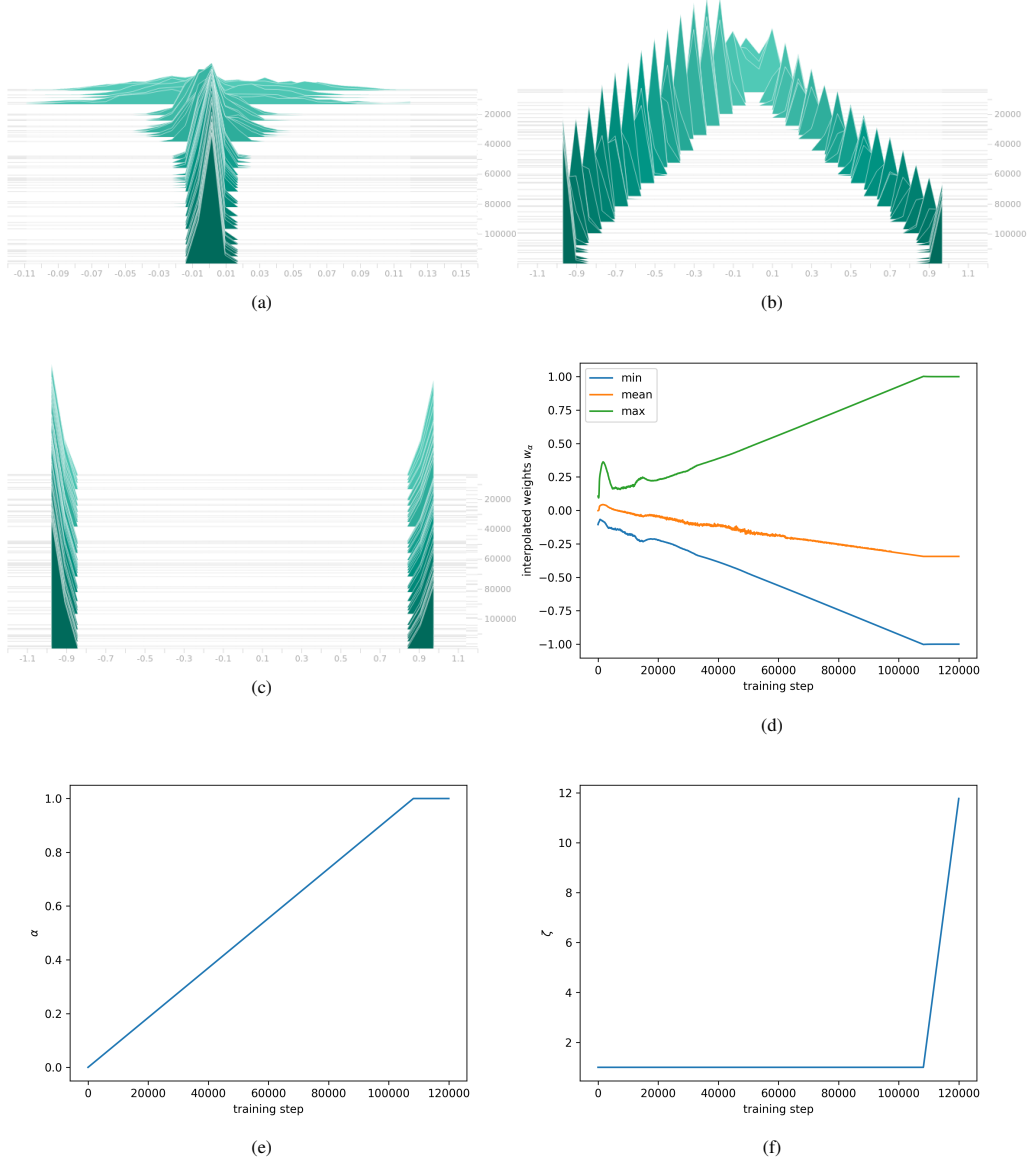 20000
40000
60000
80000
100000
-0.11 -0.09 -0.07 -0.05 -0.03 -0.01 0.01 0.03 0.05 0.07 0.09 0.11 0.13 0.15
(a)
20000
40000
60000
80000
100000
-1.1 -0.9 -0.7 -0.5 -0.3 -0.1 0.1 0.3 0.5 0.7 0.9 1.1
(b)
20000
40000
60000
80000
100000
-1.1 -0.9 -0.7 -0.5 -0.3 -0.1 0.1 0.3 0.5 0.7 0.9 1.1
(c)
min
mean
max
interpolated weights wα
1.00
0.75
0.50
0.25
0.00
−0.25
−0.50
−0.75
−1.00
0 20000 40000 60000 80000 100000 120000
training step
(d)
α
1.0
0.8
0.6
0.4
0.2
0.0
0 20000 40000 60000 80000 100000 120000
training step
(e)
ζ
12
10
8
6
4
2
0 20000 40000 60000 80000 100000 120000
training step
(f)